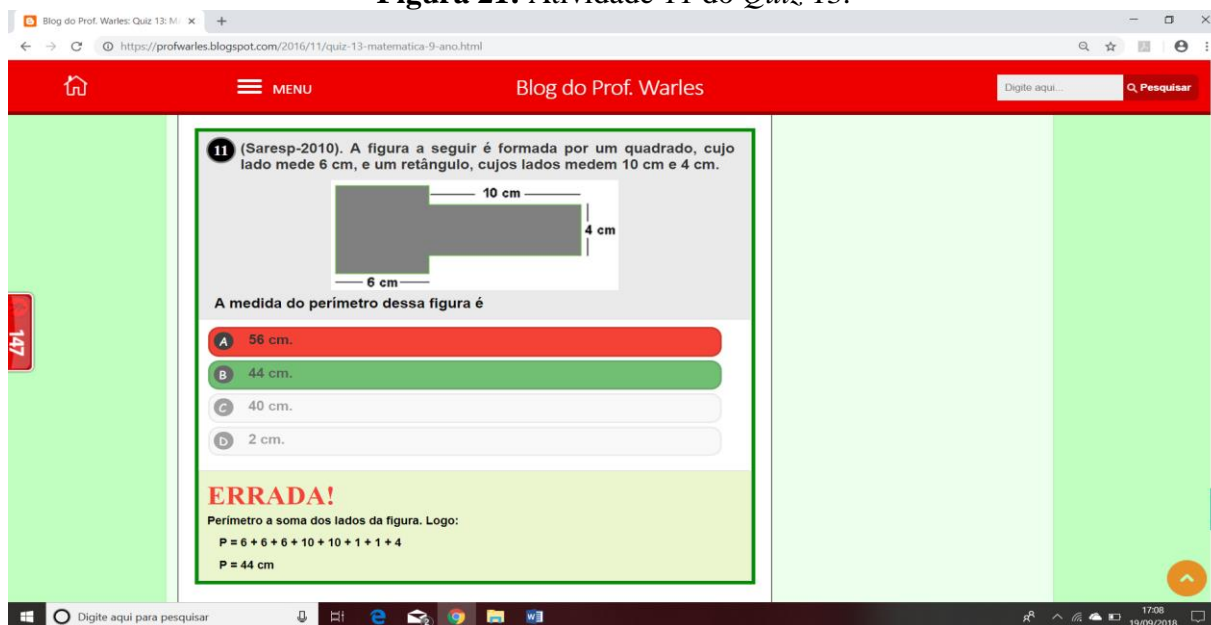 Figura 21: Atividade 11 do Quiz 13.
Blog do Prof. Warles: Quiz 13: M
https://profwarles.blogspot.com/2016/11/quiz-13-matematica-9-ano.html
MENU
Blog do Prof. Warles
Digite aqui...
Pesquisar
147
11 (Saresp-2010). A figura a seguir é formada por um quadrado, cujo
lado mede 6 cm, e um retângulo, cujos lados medem 10 cm e 4 cm.
10 cm
4 cm
6 cm
A medida do perímetro dessa figura é
A 56 cm.
B 44 cm.
C 40 cm.
D 2 cm.
ERRADA!
Perímetro a soma dos lados da figura. Logo:
P = 6 + 6 + 6 + 10 + 10 + 1 + 1 + 4
P = 44 cm
Digite aqui para pesquisar
17:08
19/09/2018